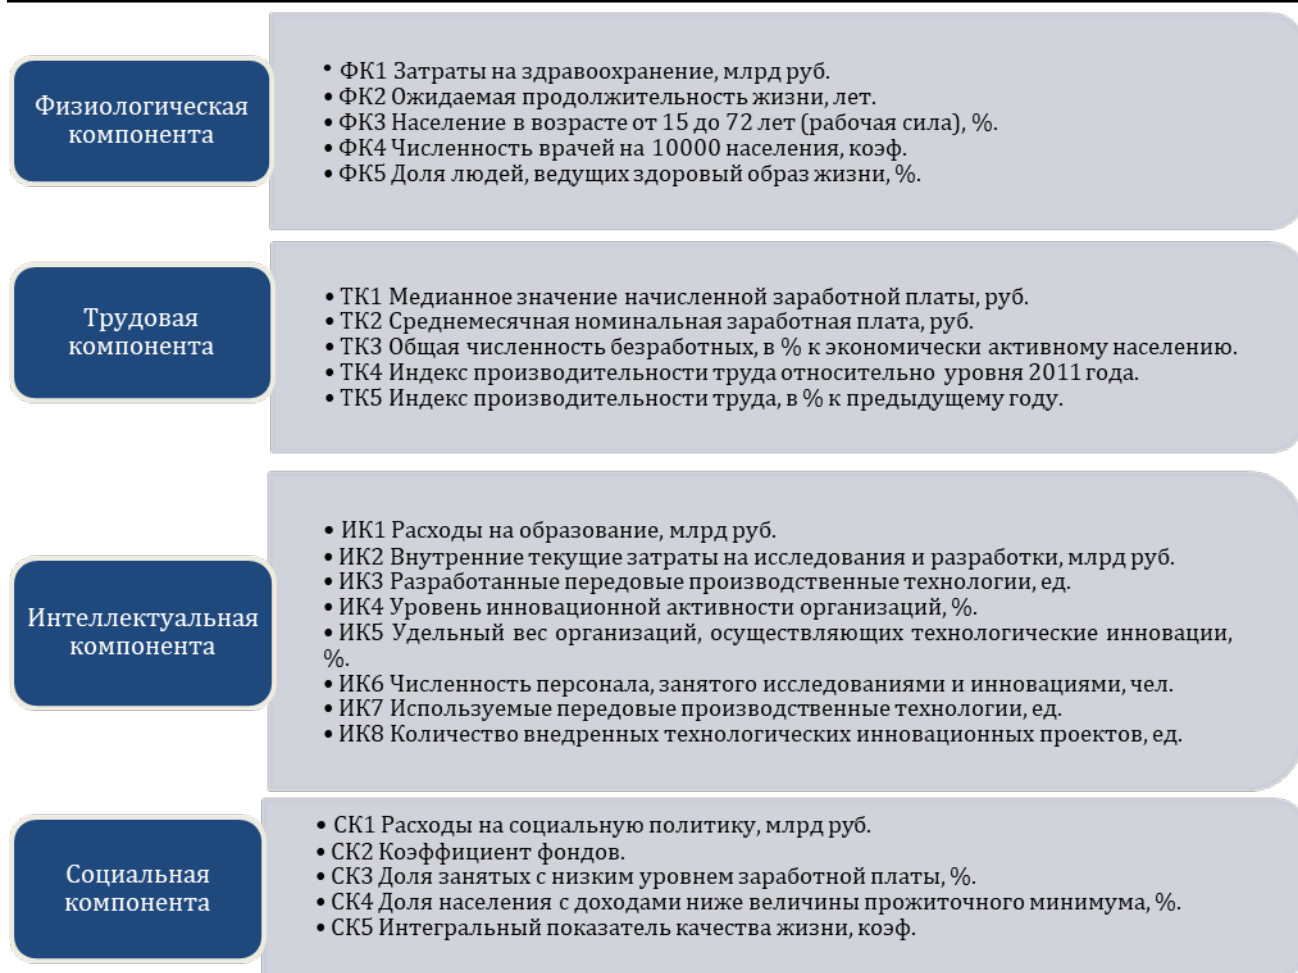 Физиологическая
компонента
• ФК1 Затраты на здравоохранение, млрд руб.
• ФК2 Ожидаемая продолжительность жизни, лет.
• ФК3 Население в возрасте от 15 до 72 лет (рабочая сила), %.
• ФК4 Численность врачей на 10000 населения, коэф.
• ФК5 Доля людей, ведущих здоровый образ жизни, %.
Трудовая
компонента
• ТК1 Медианное значение начисленной заработной платы, руб.
• ТК2 Среднемесячная номинальная заработная плата, руб.
• ТК3 Общая численность безработных, в % к экономически активному населению.
• ТК4 Индекс производительности труда относительно уровня 2011 года.
• ТК5 Индекс производительности труда, в % к предыдущему году.
Интеллектуальная
компонента
• ИК1 Расходы на образование, млрд руб.
• ИК2 Внутренние текущие затраты на исследования и разработки, млрд руб.
• ИК3 Разработанные передовые производственные технологии, ед.
• ИК4 Уровень инновационной активности организаций, %.
• ИК5 Удельный вес организаций, осуществляющих технологические инновации,
%.
• ИК6 Численность персонала, занятого исследованиями и инновациями, чел.
• ИК7 Используемые передовые производственные технологии, ед.
• ИК8 Количество внедренных технологических инновационных проектов, ед.
Социальная
компонента
• СК1 Расходы на социальную политику, млрд руб.
• СК2 Коэффициент фондов.
• СК3 Доля занятых с низким уровнем заработной платы, %.
• СК4 Доля населения с доходами ниже величины прожиточного минимума, %.
• СК5 Интегральный показатель качества жизни, коэф.